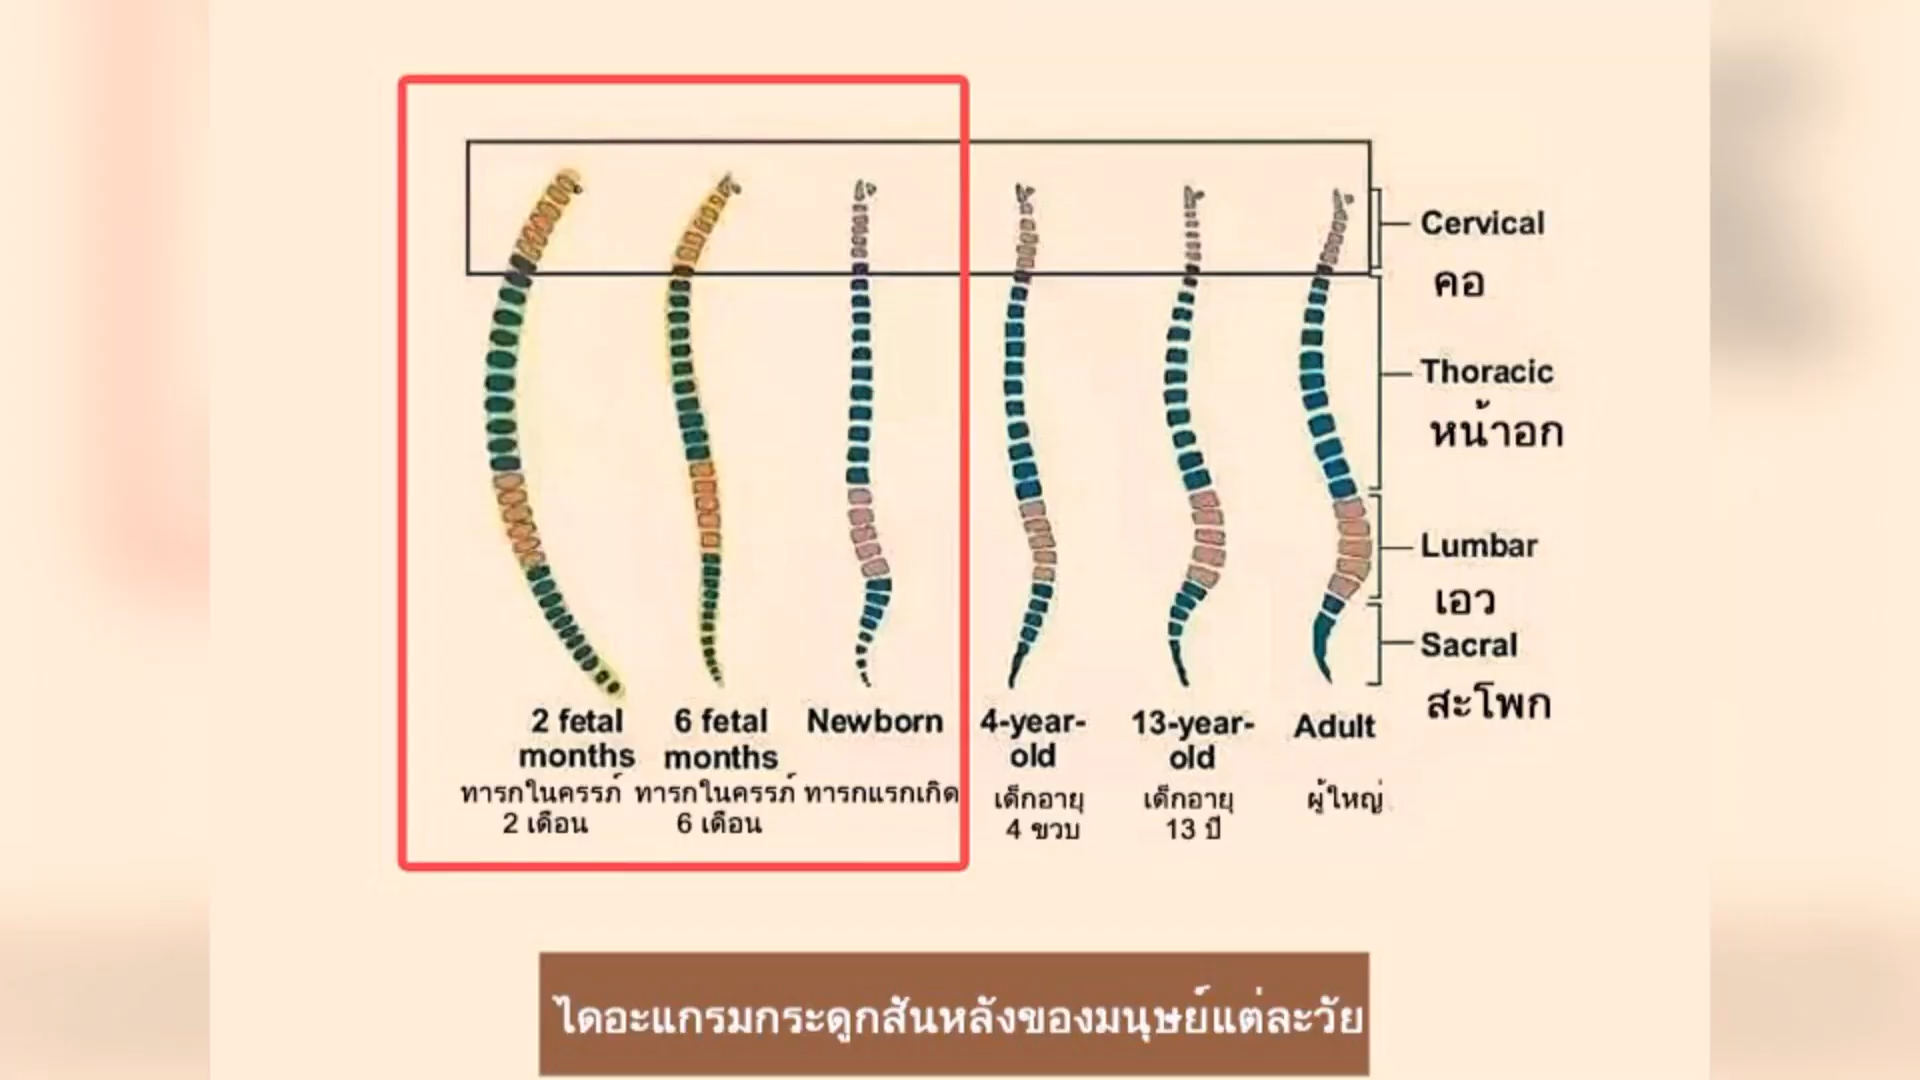 Cervical
คอ
Thoracic
หน้าอก
Lumbar
เอว
Sacral
สะโพก
2 fetal
months
6 fetal
months
Newborn
4-year-
old
13-year-
old
Adult
ทารกในครรภ์
2 เดือน
ทารกในครรภ์
6 เดือน
ทารกแรกเกิด
เด็กอายุ
4 ขวบ
เด็กอายุ
13 ปี
ผู้ใหญ่
ไดอะแกรมกระดูกสันหลังของมนุษย์แต่ละวัย